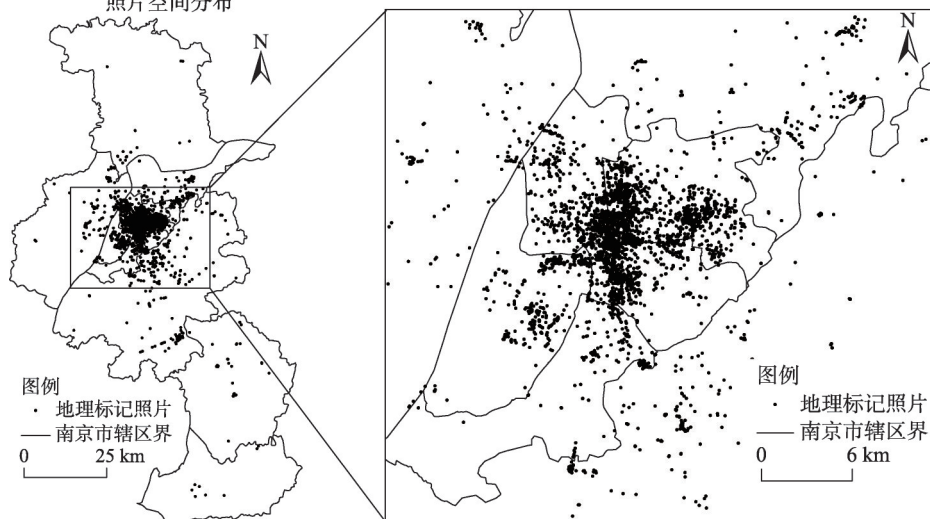 照片空间分布
N
图例
地理标记照片
南京市辖区界
0 25 km
N
图例
地理标记照片
南京市辖区界
0 6 km